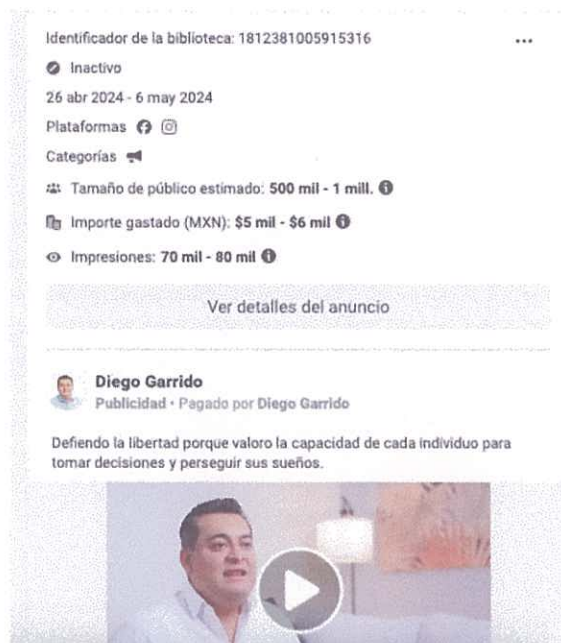 Identificador de la biblioteca: 1812381005915316
Inactivo
26 abr 2024 - 6 may 2024
Plataformas
Categorías
Tamaño de público estimado: 500 mil - 1 mill.
Importe gastado (MXN): $5 mil - $6 mil
Impresiones: 70 mil - 80 mil
Ver detalles del anuncio
Diego Garrido
Publicidad • Pagado por Diego Garrido
Defiendo la libertad porque valoro la capacidad de cada individuo para
tomar decisiones y perseguir sus sueños.